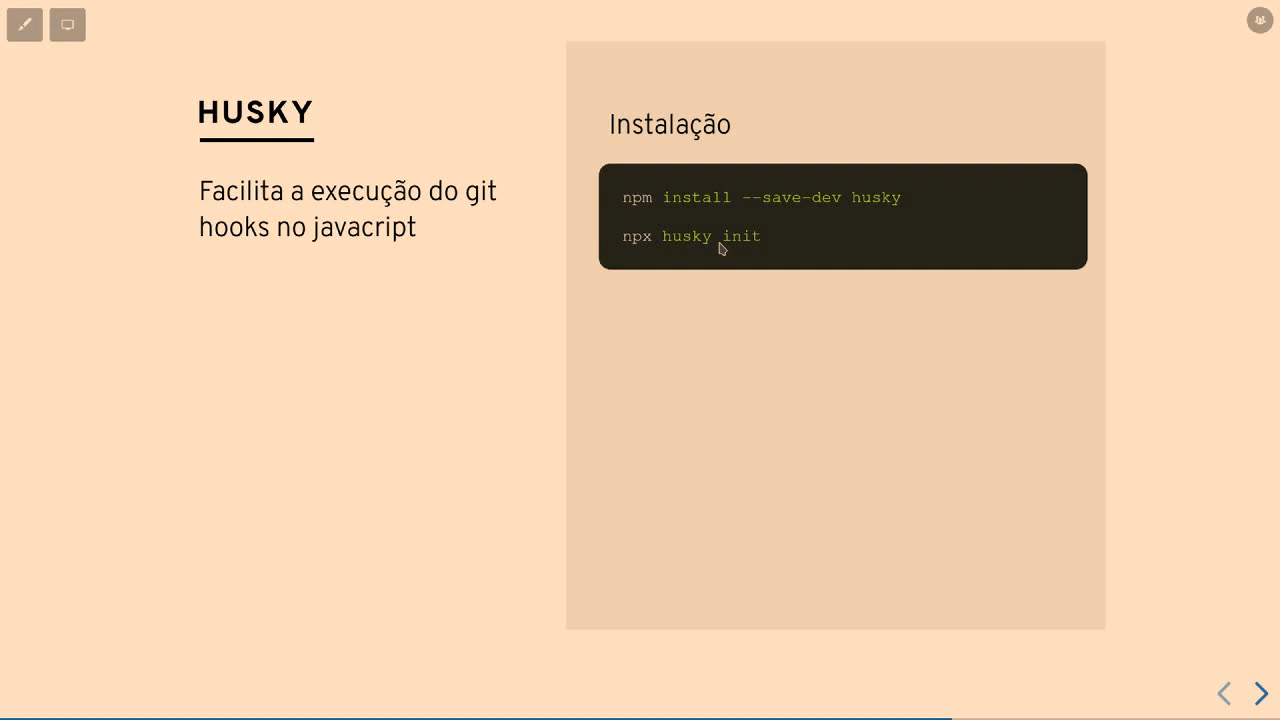 HUSKY
Facilita a execução do git
hooks no javacript
Instalação
npm install --save-dev husky
npx husky init